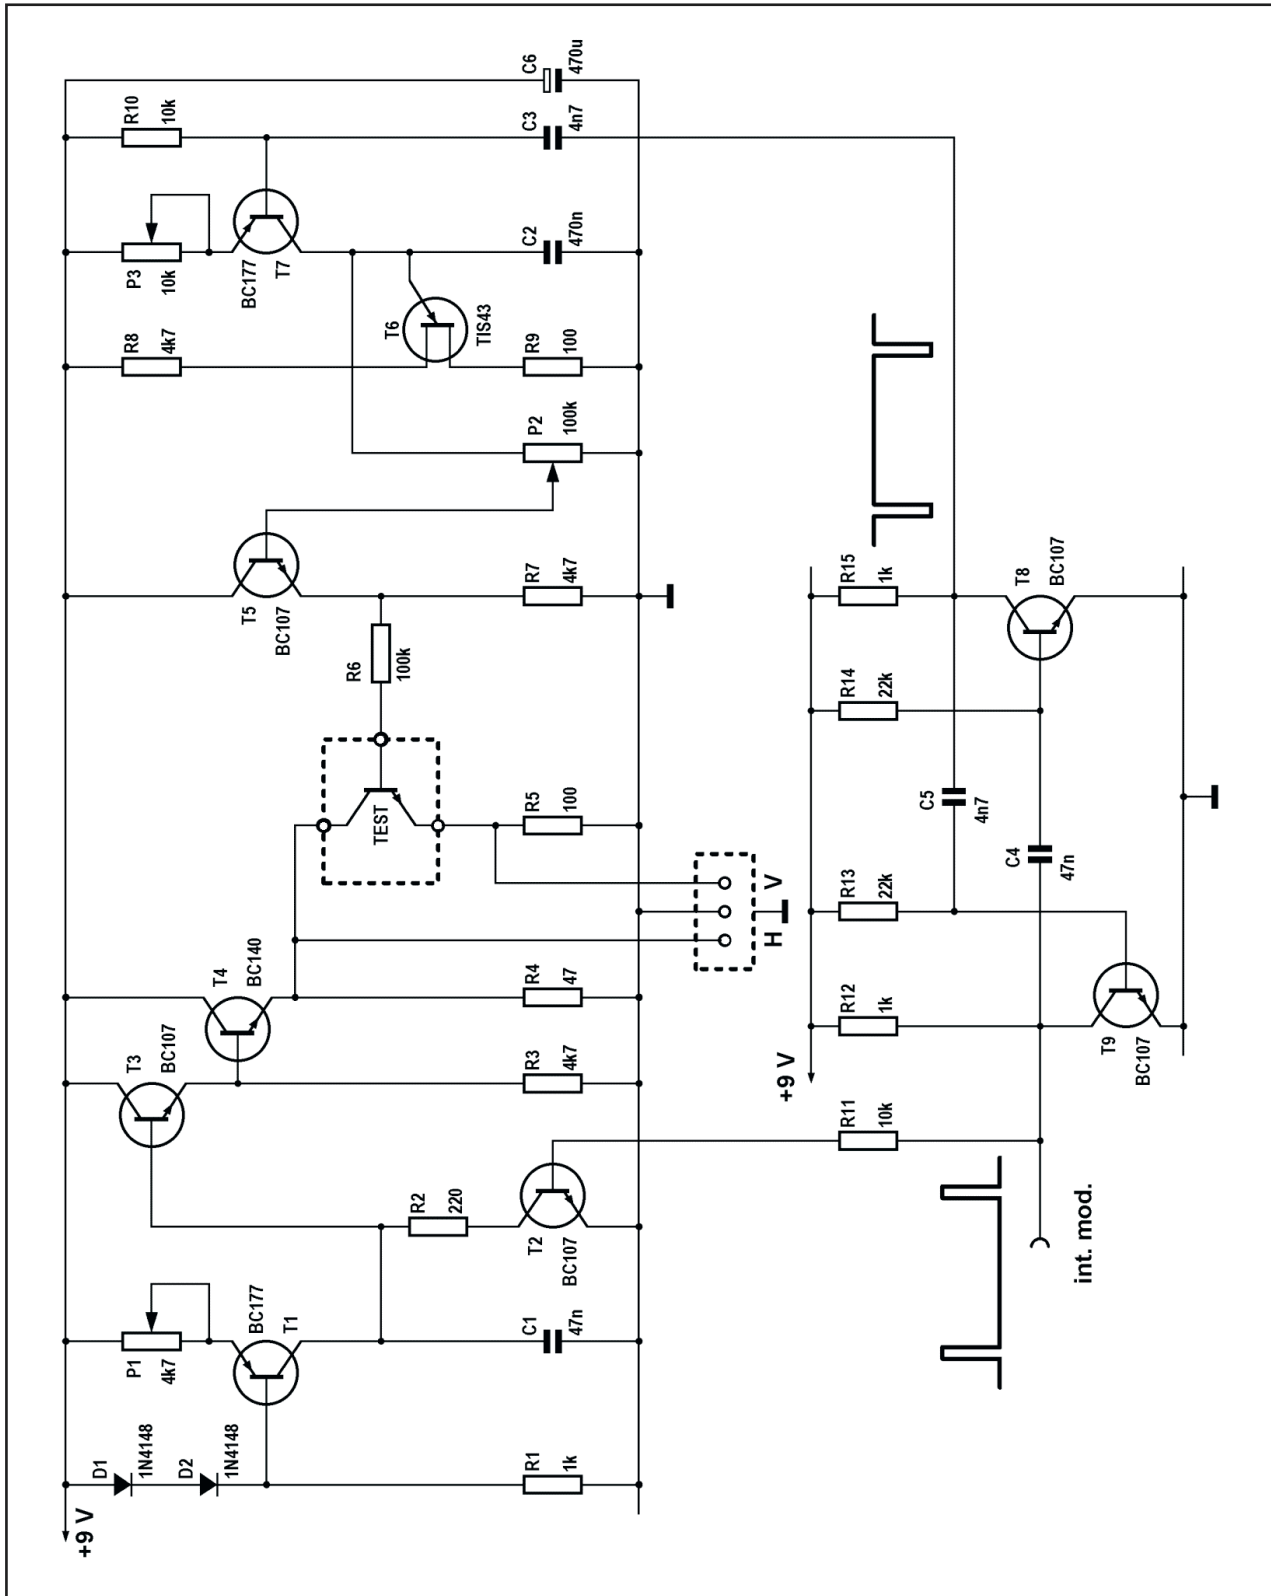 +9 V
D1
1N4148
D2
1N4148
R1
1k
P1
4k7
BC177
T1
C1
47n
R2
220
T2
BC107
T3
BC107
R3
4k7
T4
BC140
R4
47
H
V
TEST
R5
100
R6
100k
T5
BC107
R7
4k7
P2
100k
R8
4k7
T6
TIS43
R9
100
P3
10k
BC177
T7
C2
470n
R10
10k
C3
4n7
C6
470u
int. mod.
R11
10k
+9 V
R12
1k
T9
BC107
R13
22k
C4
47n
C5
4n7
R14
22k
R15
1k
T8
BC107